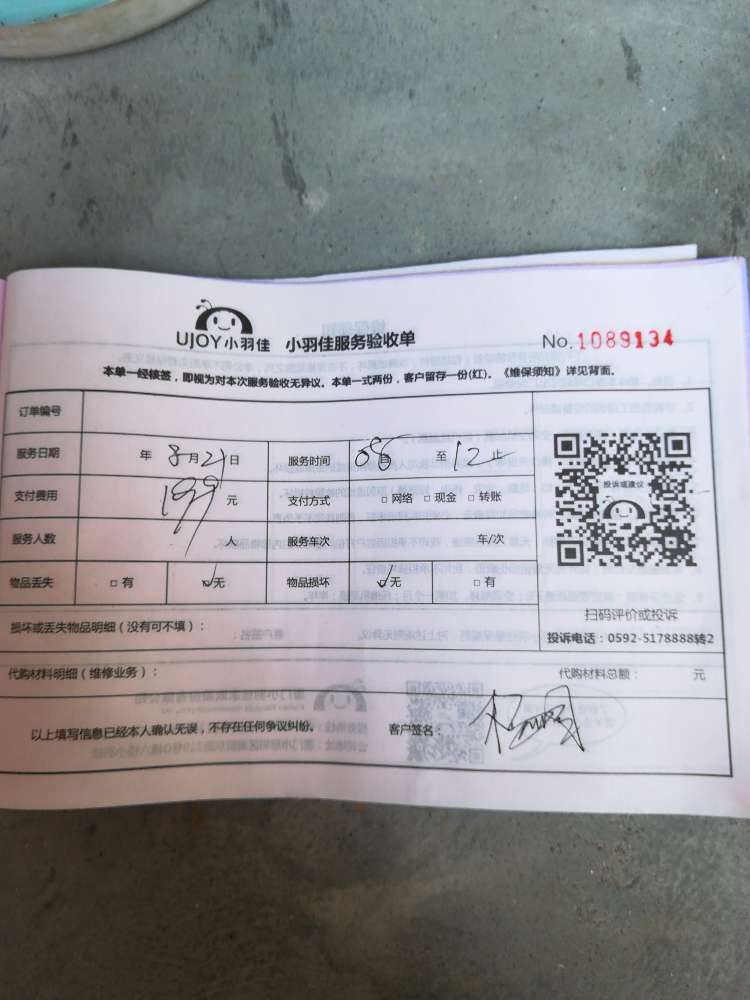 UJOY小羽佳 小羽佳服务验收单 No.1089134
本单一经核签，即视为对本次服务验收无异议。本单一式两份，客户留存一份(红)。《维保须知》详见背面。
订单编号
服务日期 年 8月21日 服务时间 08 至 12止
支付费用 199 元 支付方式 □网络 □现金 □转账
服务人数 人 服务车次 车/次
物品丢失 □有 ☑无 物品损坏 ☑无 □有
投诉或建议
扫码评价或投诉
投诉电话：0592-5178888转2
损坏或丢失物品明细（没有可不填）：
代购材料明细（维修业务）： 代购材料总额： 元
以上填写信息已经本人确认无误，不存在任何争议纠纷。 客户签名：